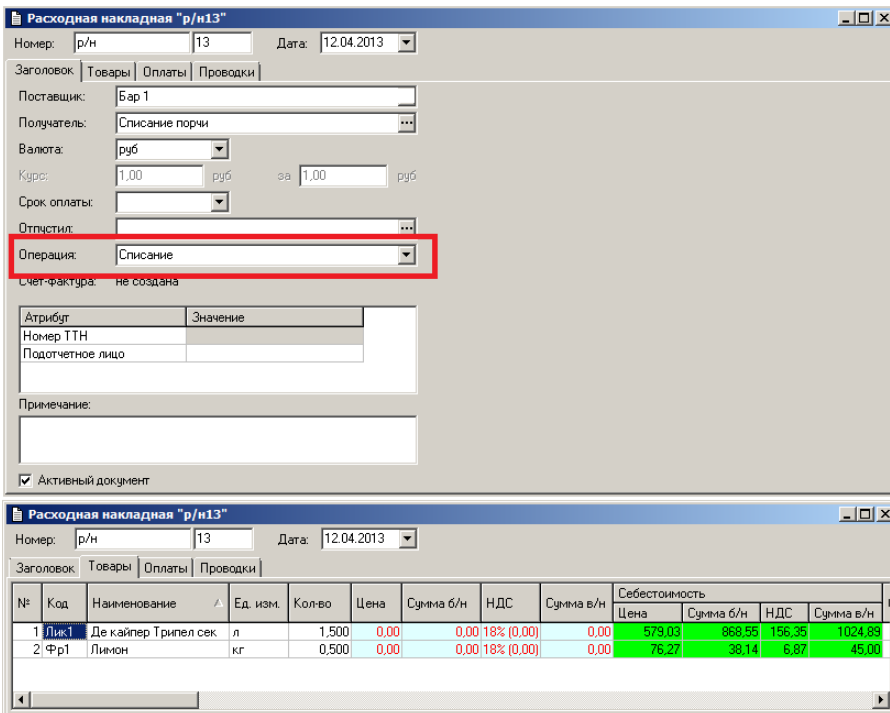 Расходная накладная "р/н13"
Номер: р/н 13 Дата: 12.04.2013
Заголовок Товары Оплаты Проводки
Поставщик: Бар 1
Получатель: Списание порчи ...
Валюта: руб
Курс: 1,00 руб за 1,00 руб
Срок оплаты:
Отпустил: ...
Операция: Списание
Счет-фактура: не создана
Атрибут Значение
Номер ТТН
Подотчетное лицо
Примечание:
Активный документ
Расходная накладная "р/н13"
Номер: р/н 13 Дата: 12.04.2013
Заголовок Товары Оплаты Проводки
№ Код Наименование Ед. изм. Кол-во Цена Сумма б/н НДС Сумма в/н Себестоимость
Цена Сумма б/н НДС Сумма в/н
1 Лик1 Де кайпер Трипел сек л 1,500 0,00 0,00 18% (0,00) 0,00 579,03 868,55 156,35 1024,89
2 Фр1 Лимон кг 0,500 0,00 0,00 18% (0,00) 0,00 76,27 38,14 6,87 45,00